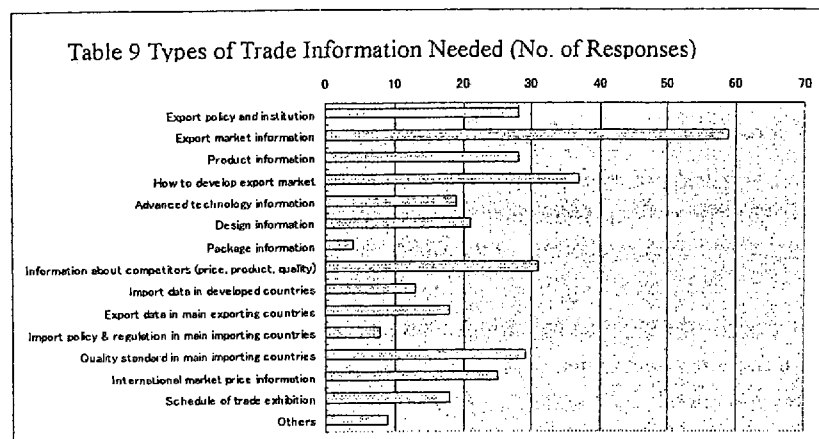 Table 9 Types of Trade Information Needed (No. of Responses)
0 10 20 30 40 50 60 70
Export policy and institution
Export market information
Product information
How to develop export market
Advanced technology information
Design information
Package information
Information about competitors (price, product, quality)
Import data in developed countries
Export data in main exporting countries
Import policy & regulation in main importing countries
Quality standard in main importing countries
International market price information
Schedule of trade exhibition
Others